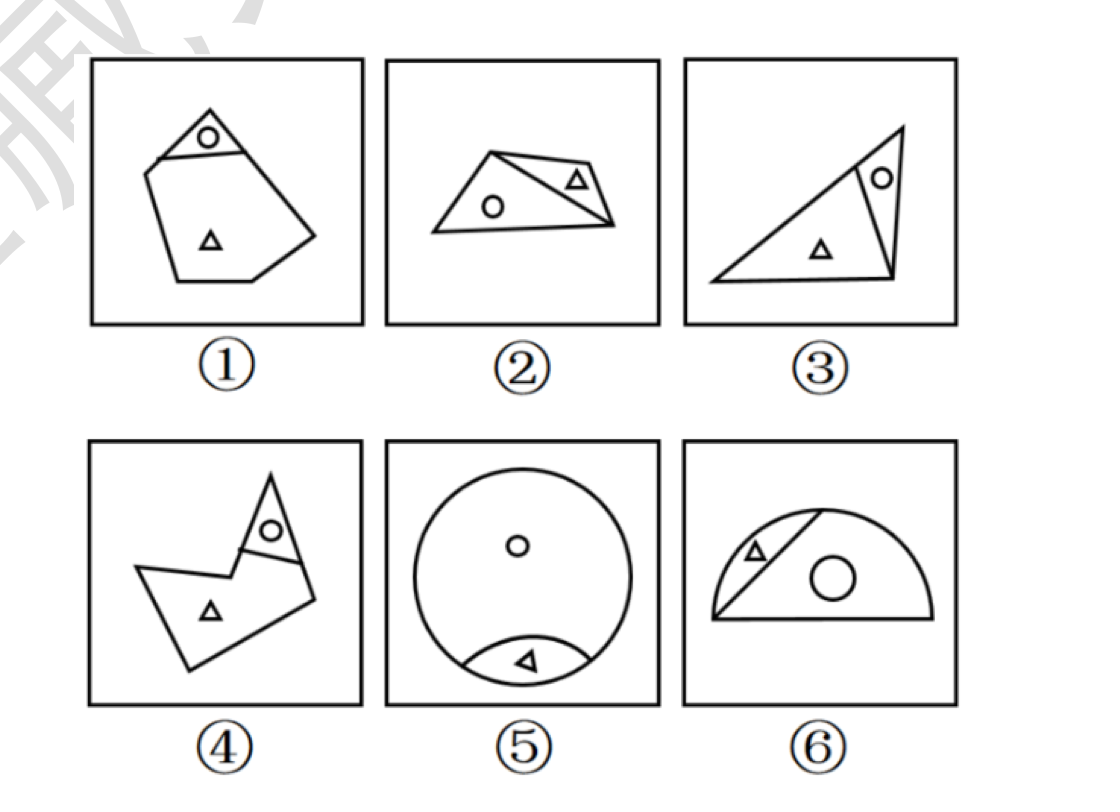 ① ② ③
④ ⑤ ⑥